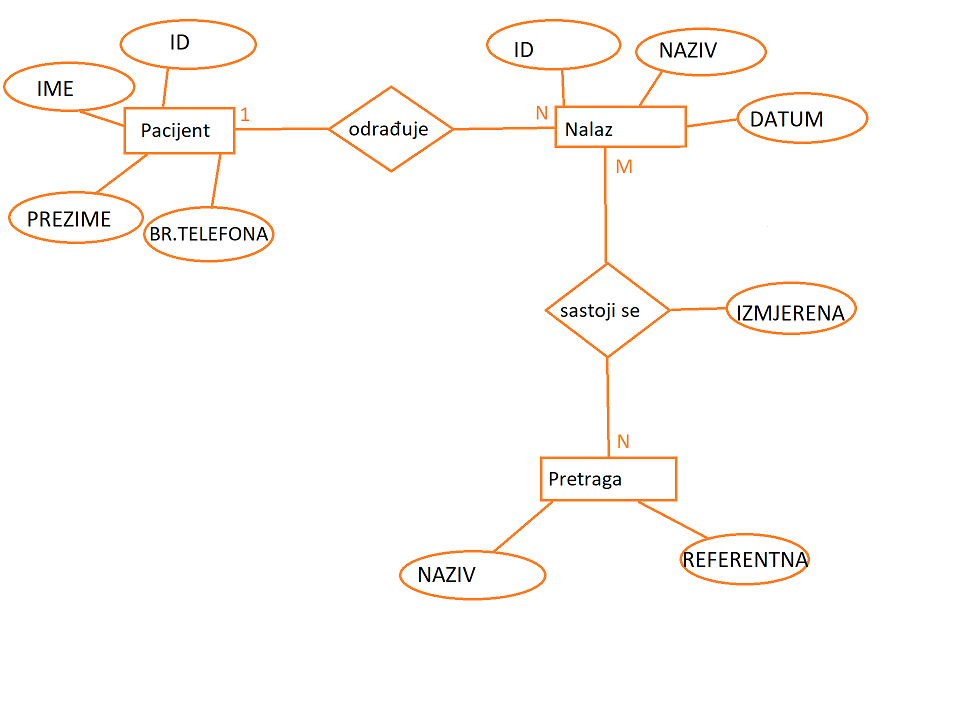 ID
IME
Pacijent
1
PREZIME
BR.TELEFONA
odrađuje
ID
NAZIV
N
Nalaz
DATUM
M
sastoji se
IZMJERENA
N
Pretraga
NAZIV
REFERENTNA